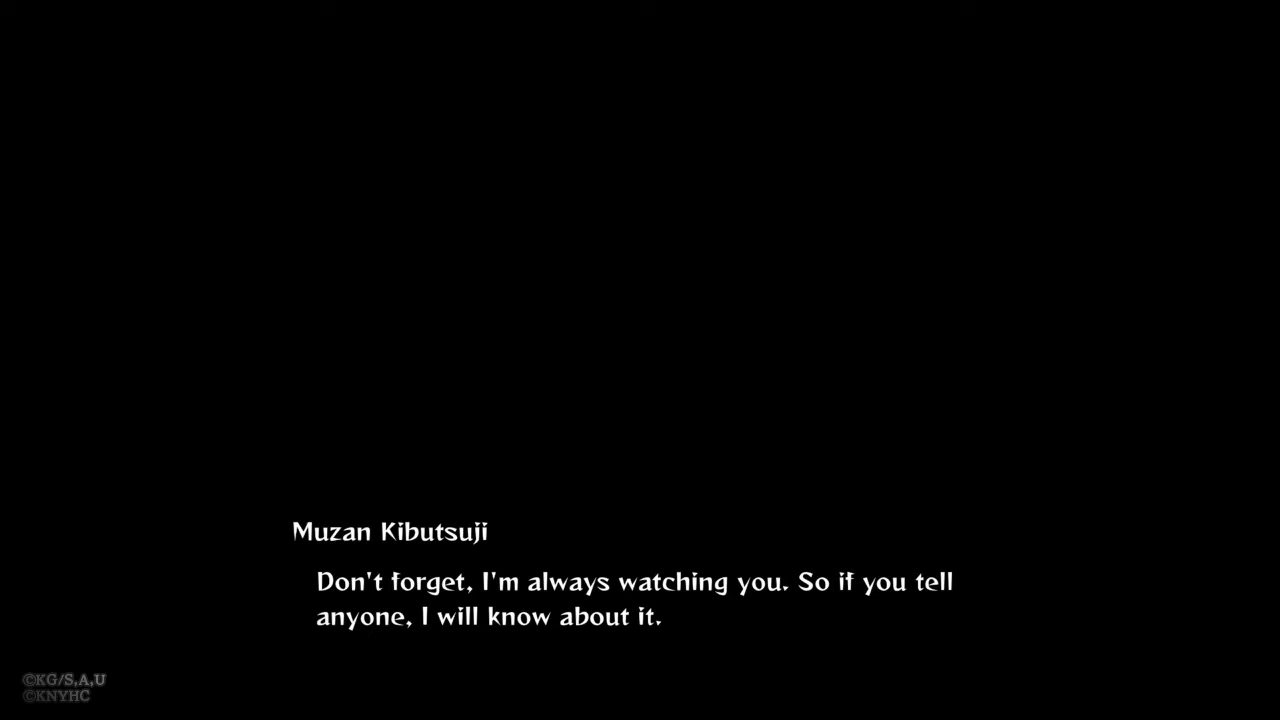 Muzan Kibutsuji
Don't forget, I'm always watching you. So if you tell
anyone, I will know about it.
©KG/S,A,U
©KNYHC